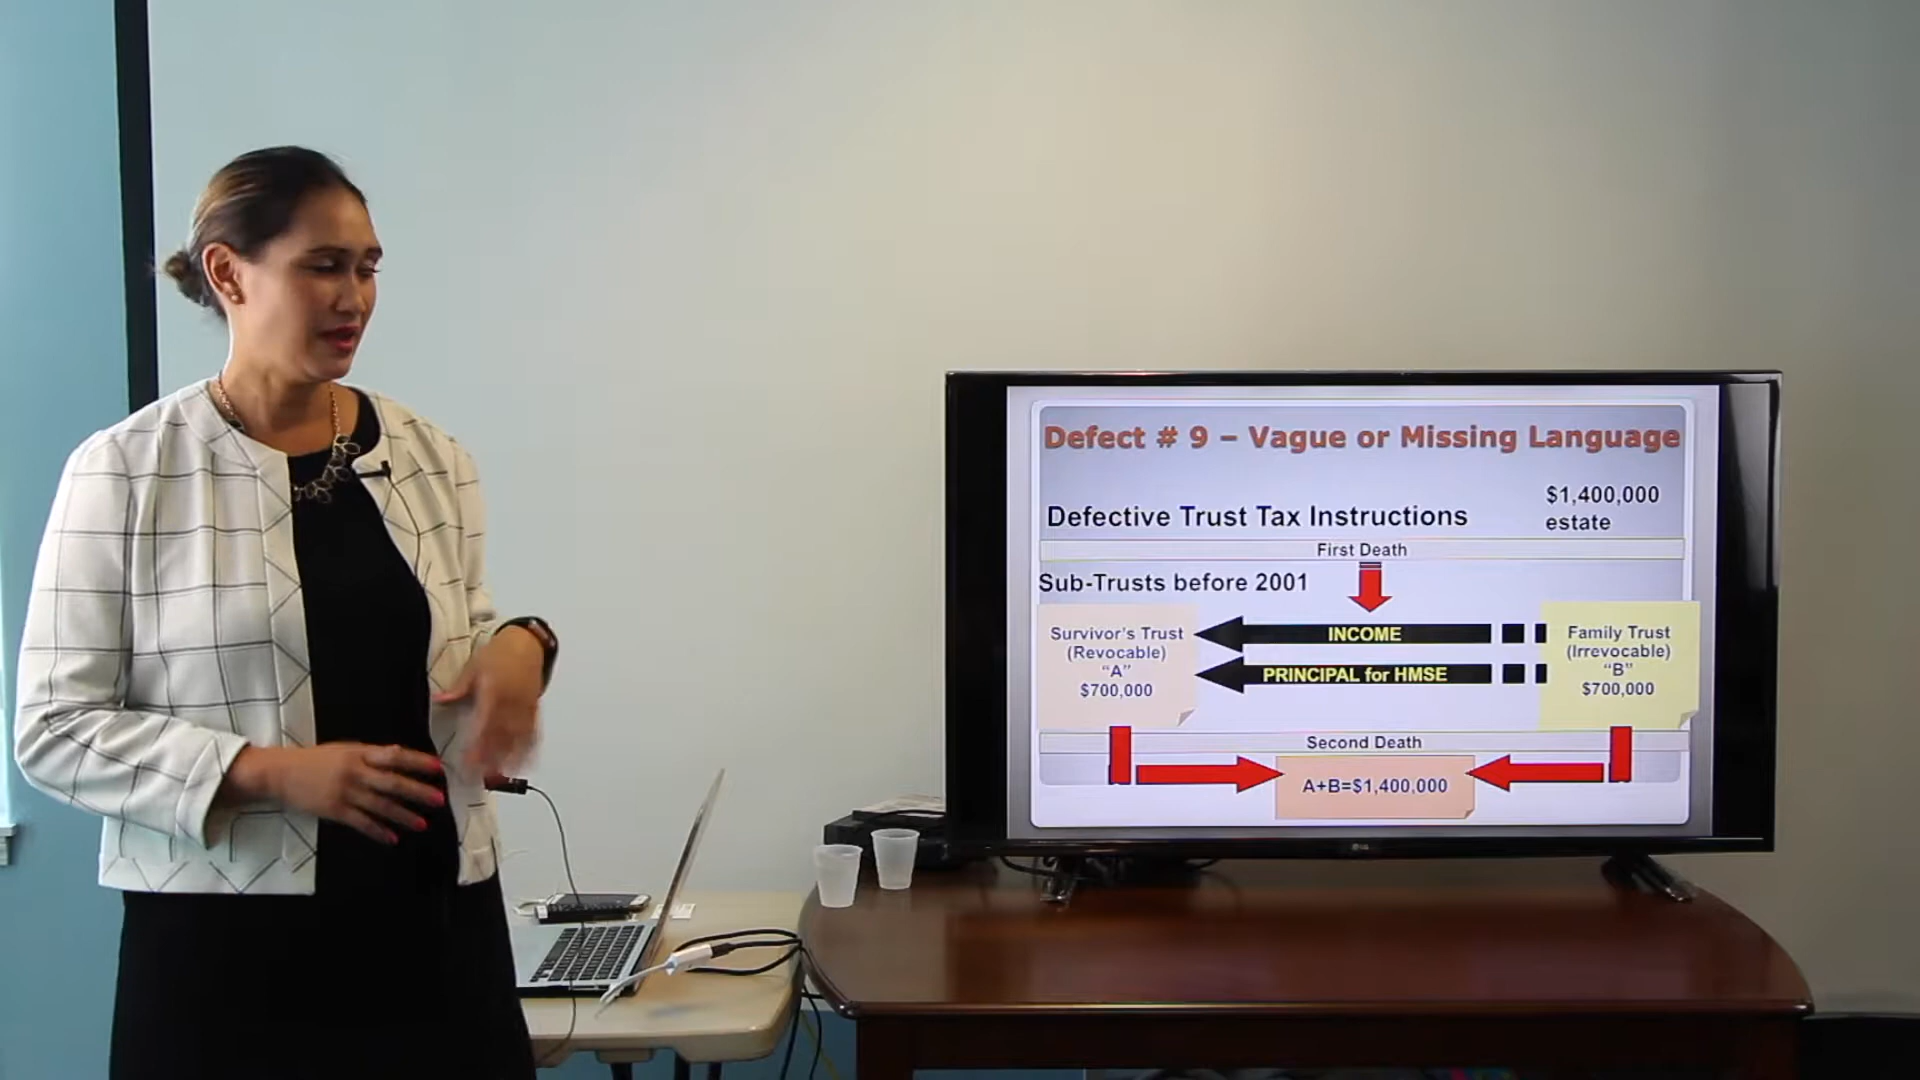 Defect # 9 – Vague or Missing Language
$1,400,000
estate
Defective Trust Tax Instructions
First Death
Sub-Trusts before 2001
Survivor's Trust
(Revocable)
"A"
$700,000
INCOME
PRINCIPAL for HMSE
Family Trust
(Irrevocable)
"B"
$700,000
Second Death
A+B=$1,400,000
LG